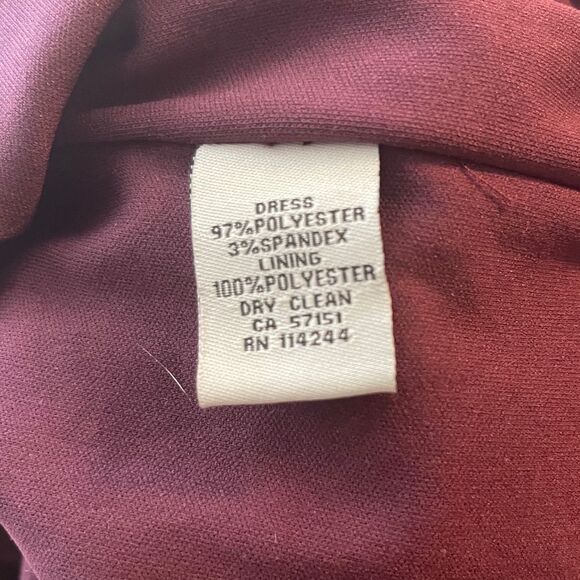 DRESS
97%POLYESTER
3%SPANDEX
LINING
100%POLYESTER
DRY CLEAN
CA 57151
RN 114244